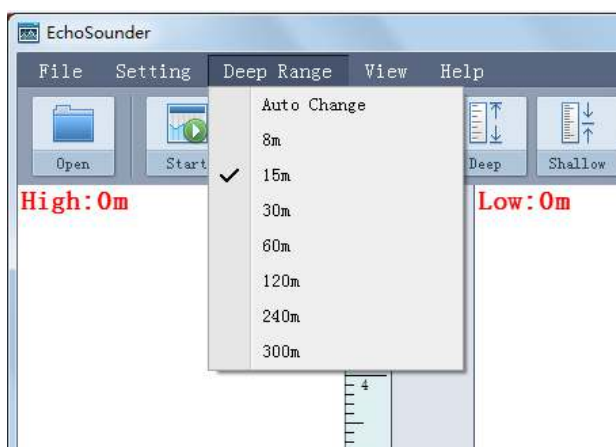 EchoSounder
File Setting Deep Range View Help
Open Start Deep Shallow
Auto Change
8m
15m
30m
60m
120m
240m
300m
High:0m Low:0m
4